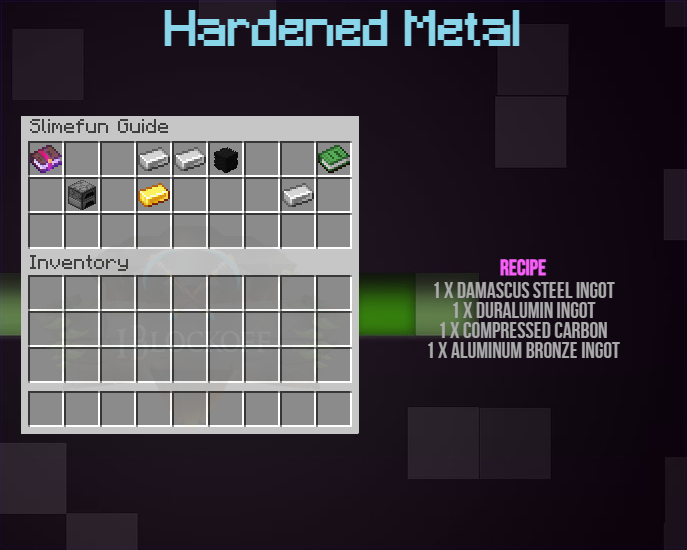 Hardened Metal
Slimefun Guide
Inventory
IBLOCKOFF
RECIPE
1 X DAMASCUS STEEL INGOT
1 X DURALUMIN INGOT
1 X COMPRESSED CARBON
1 X ALUMINUM BRONZE INGOT